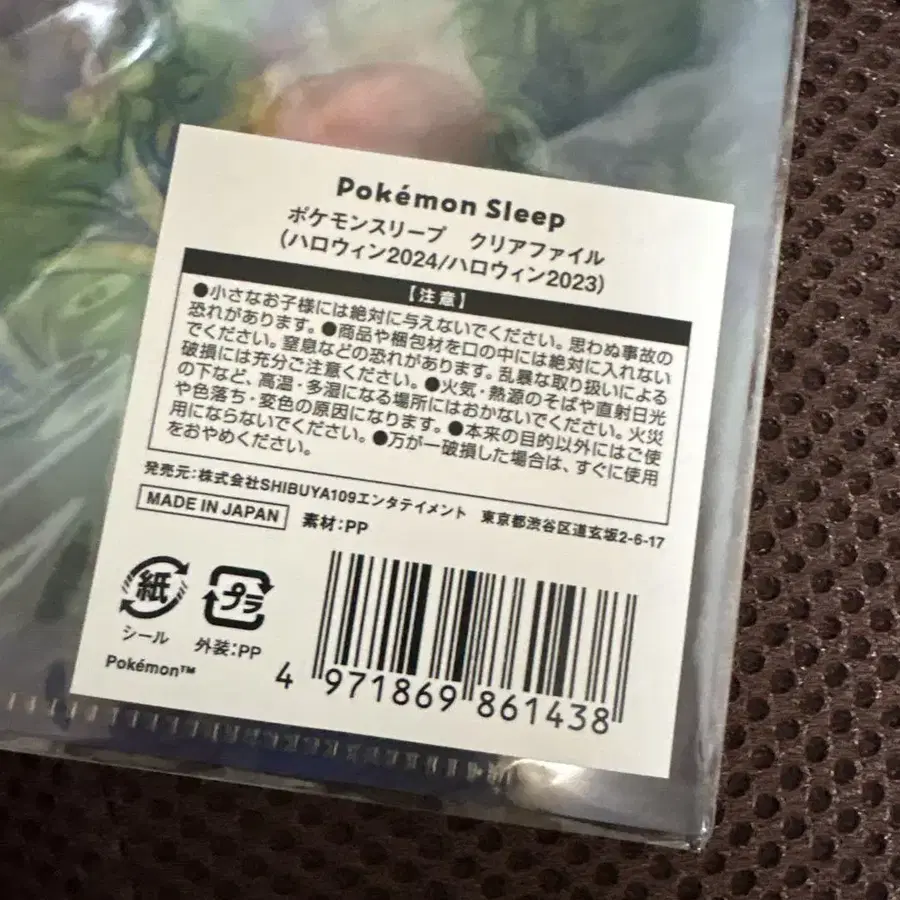 Pokémon Sleep
ポケモンスリープ クリアファイル
(ハロウィン2024/ハロウィン2023)
【注意】
●小さなお子様には絶対に与えないでください。思わぬ事故の
恐れがあります。●商品や梱包材を口の中には絶対に入れない
でください。窒息などの恐れがあります。乱暴な取り扱いによる
破損には充分ご注意ください。●火気・熱源のそばや直射日光
の下など、高温・多湿になる場所にはおかないでください。火災
や色落ち・変色の原因になります。●本来の目的以外にはご使
用にならないでください。●万が一破損した場合は、すぐに使用
をおやめください。
発売元:株式会社SHIBUYA109エンタテイメント 東京都渋谷区道玄坂2-6-17
MADE IN JAPAN 素材:PP
紙 プラ
シール 外装:PP
Pokémon™
4 971869 861438